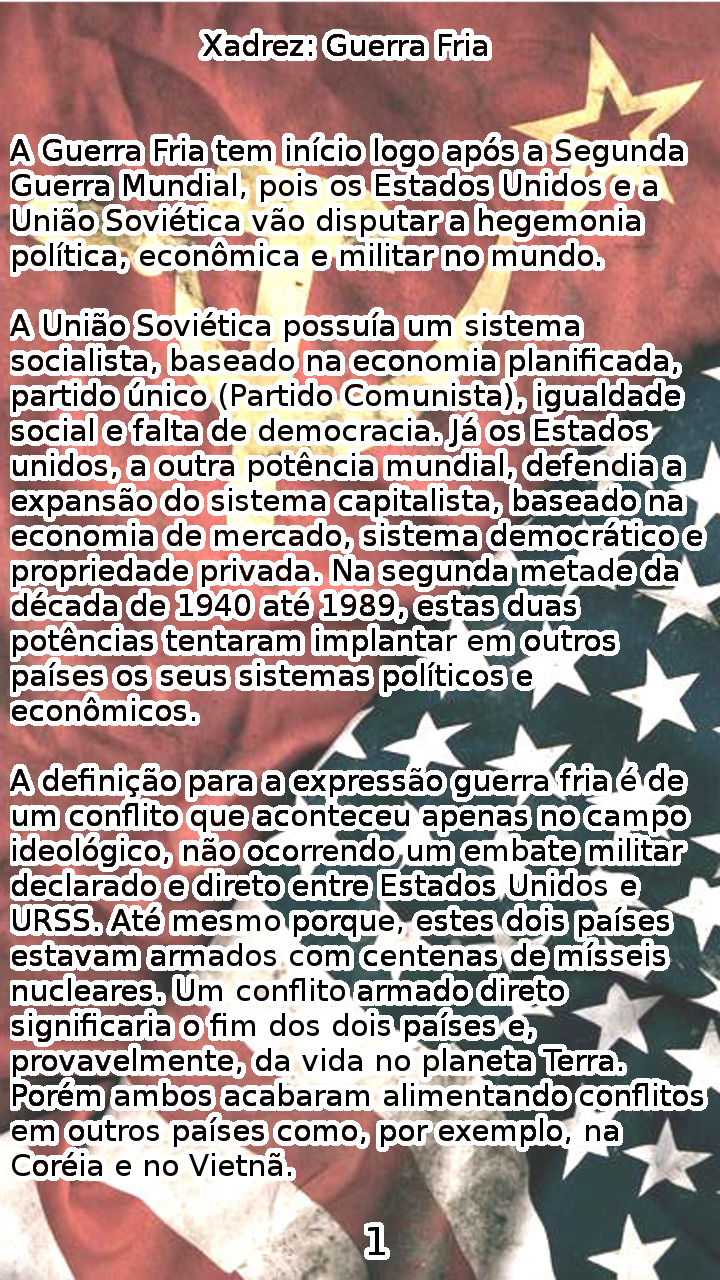 Xadrez: Guerra Fria
A Guerra Fria tem início logo após a Segunda
Guerra Mundial, pois os Estados Unidos e a
União Soviética vão disputar a hegemonia
política, econômica e militar no mundo.
A União Soviética possuía um sistema
socialista, baseado na economia planificada,
partido único (Partido Comunista), igualdade
social e falta de democracia. Já os Estados
unidos, a outra potência mundial, defendia a
expansão do sistema capitalista, baseado na
economia de mercado, sistema democrático e
propriedade privada. Na segunda metade da
década de 1940 até 1989, estas duas
potências tentaram implantar em outros
países os seus sistemas políticos e
econômicos.
A definição para a expressão guerra fria é de
um conflito que aconteceu apenas no campo
ideológico, não ocorrendo um embate militar
declarado e direto entre Estados Unidos e
URSS. Até mesmo porque, estes dois países
estavam armados com centenas de mísseis
nucleares. Um conflito armado direto
significaria o fim dos dois países e,
provavelmente, da vida no planeta Terra.
Porém ambos acabaram alimentando conflitos
em outros países como, por exemplo, na
Coréia e no Vietnã.
1